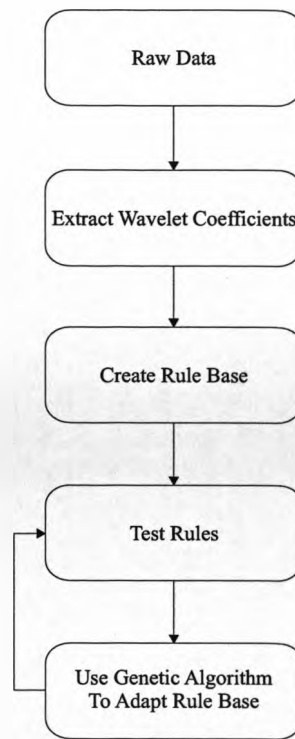 Raw Data
Extract Wavelet Coefficients
Create Rule Base
Test Rules
Use Genetic Algorithm
To Adapt Rule Base